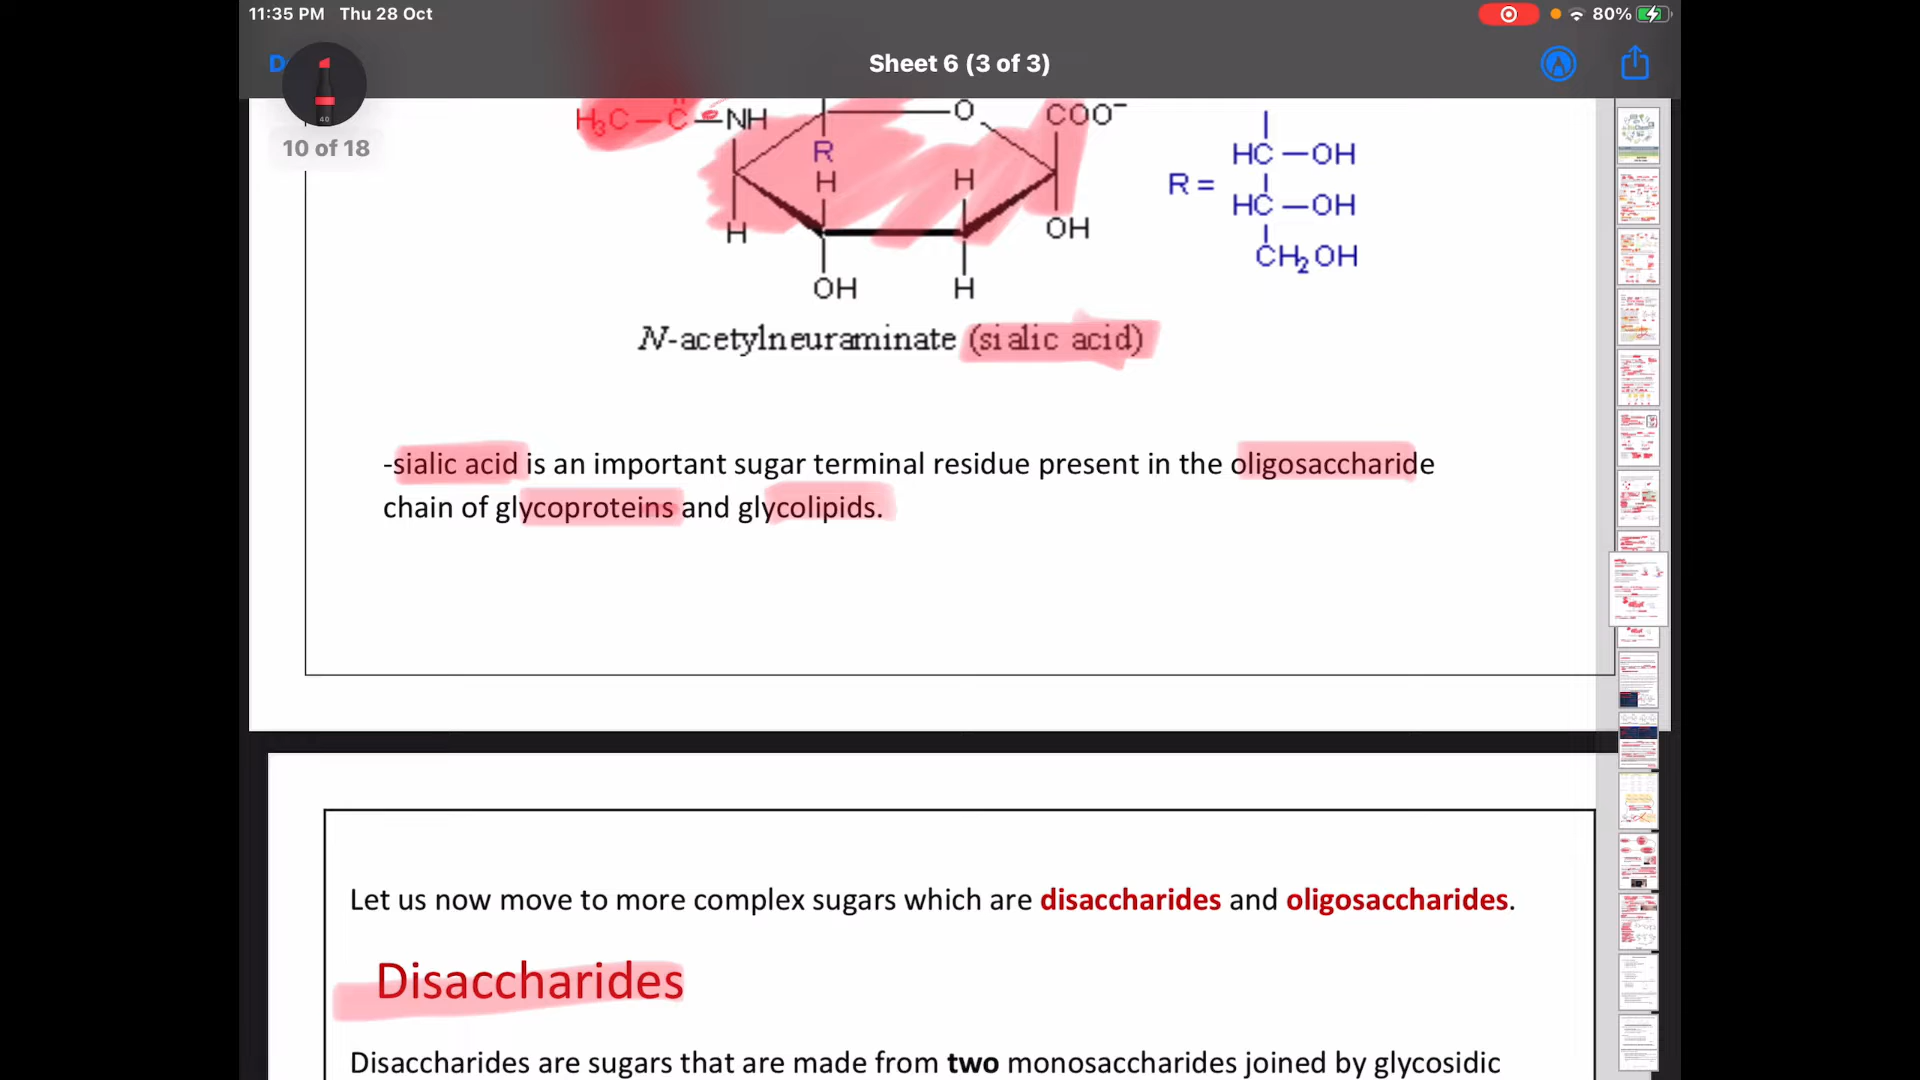 11:35 PM Thu 28 Oct
80%
Sheet 6 (3 of 3)
40
10 of 18
H₃C—C—NH
O
COO⁻
R
H
H
H
OH
OH
H
R =
HC—OH
HC—OH
CH₂OH
N-acetylneuraminate (sialic acid)
-sialic acid is an important sugar terminal residue present in the oligosaccharide
chain of glycoproteins and glycolipids.
Let us now move to more complex sugars which are disaccharides and oligosaccharides.
Disaccharides
Disaccharides are sugars that are made from two monosaccharides joined by glycosidic